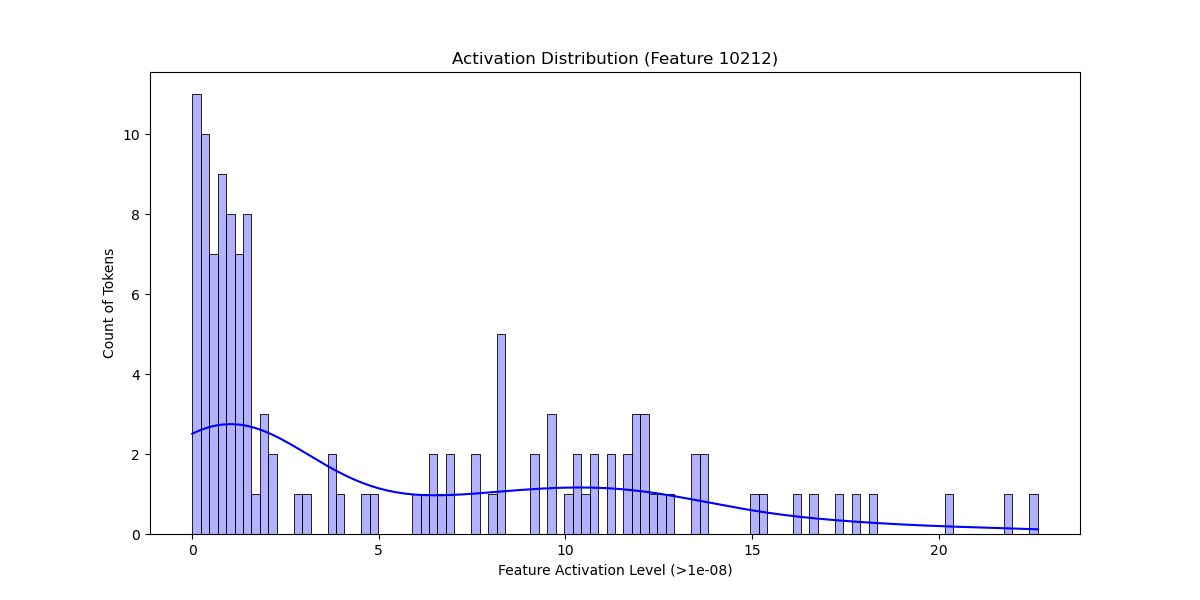 Activation Distribution (Feature 10212)
Count of Tokens
10
8
6
4
2
0
0 5 10 15 20
Feature Activation Level (>1e-08)